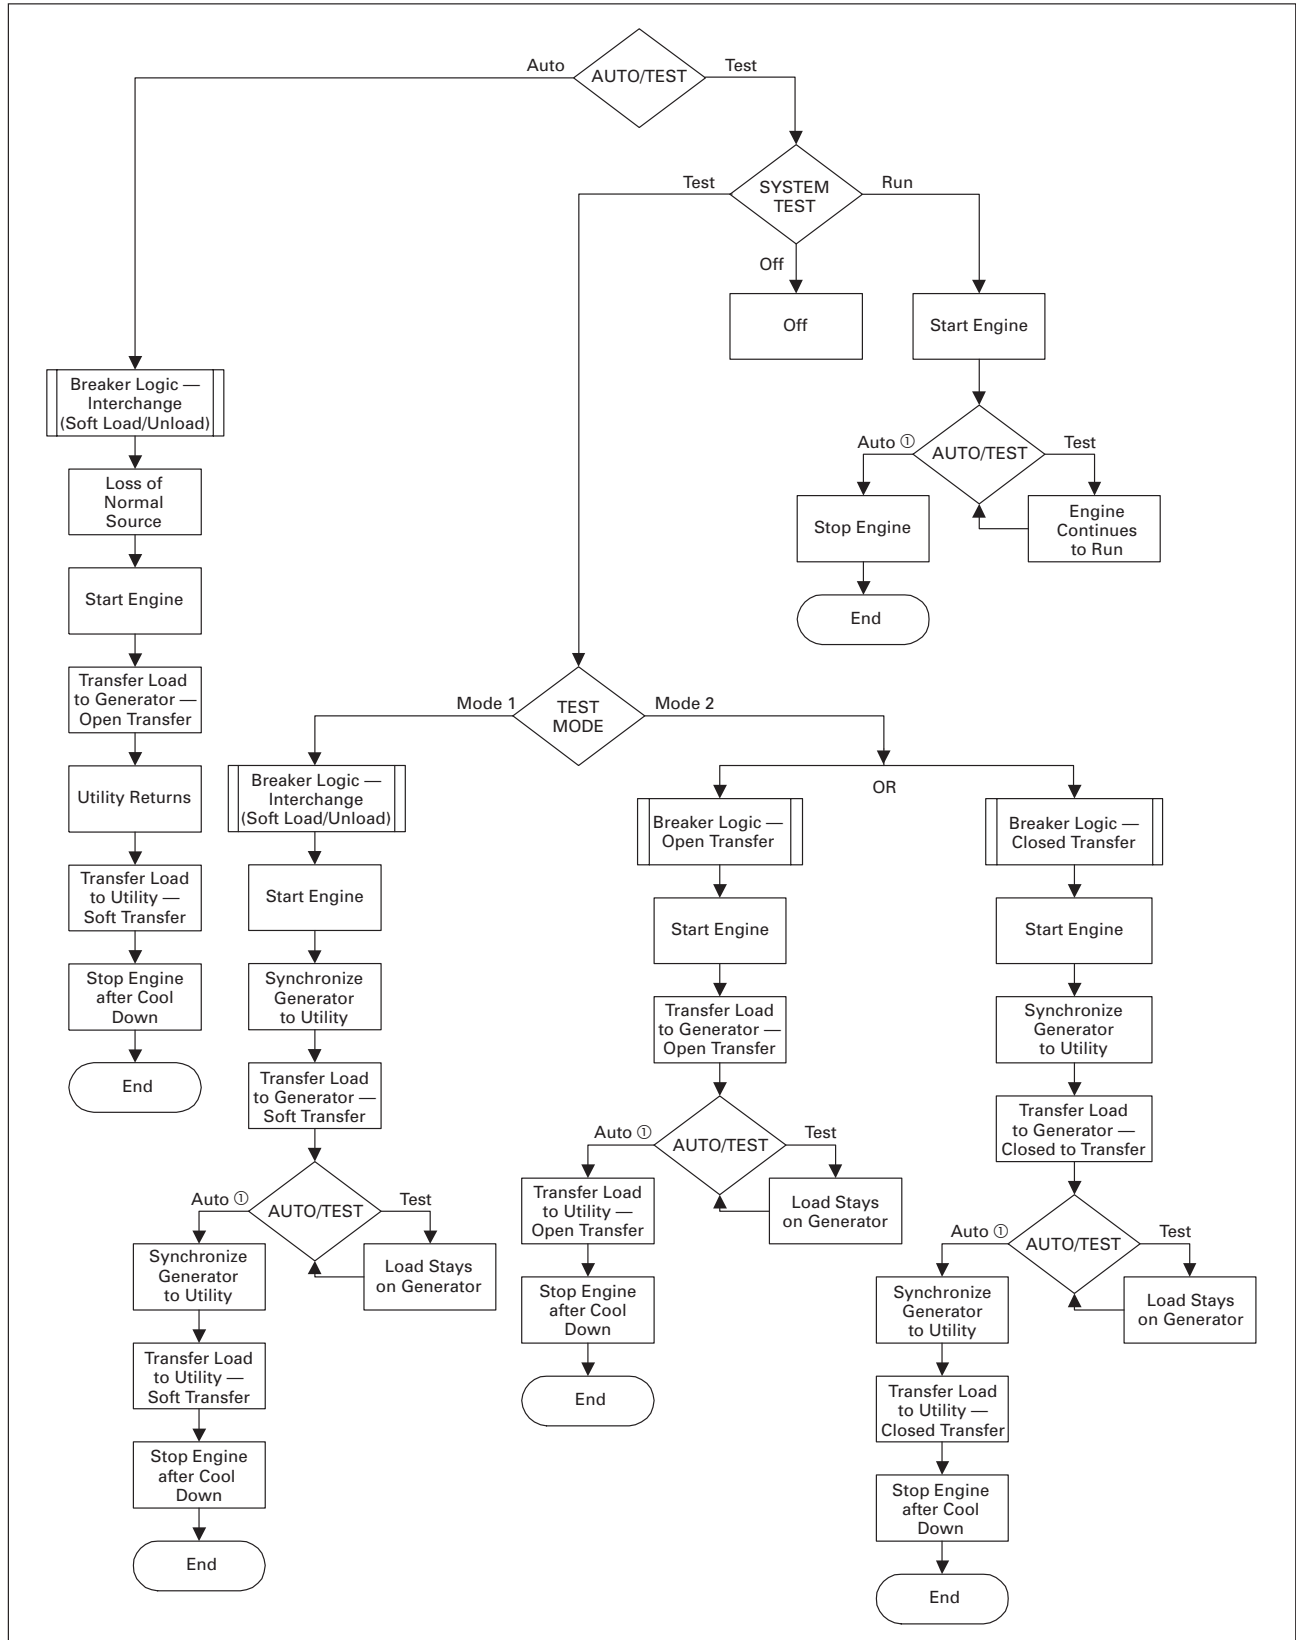 AUTO/TEST
Auto
Test
SYSTEM
TEST
Test
Run
Off
Off
Start Engine
AUTO/TEST
Auto ①
Test
Stop Engine
Engine
Continues
to Run
End
Breaker Logic —
Interchange
(Soft Load/Unload)
Loss of
Normal
Source
Start Engine
Transfer Load
to Generator —
Open Transfer
Utility Returns
Transfer Load
to Utility —
Soft Transfer
Stop Engine
after Cool
Down
End
TEST
MODE
Mode 1
Mode 2
OR
Breaker Logic —
Interchange
(Soft Load/Unload)
Start Engine
Synchronize
Generator
to Utility
Transfer Load
to Generator —
Soft Transfer
AUTO/TEST
Auto ①
Test
Synchronize
Generator
to Utility
Load Stays
on Generator
Transfer Load
to Utility —
Soft Transfer
Stop Engine
after Cool
Down
End
Breaker Logic —
Open Transfer
Start Engine
Transfer Load
to Generator —
Open Transfer
AUTO/TEST
Auto ①
Test
Transfer Load
to Utility —
Open Transfer
Load Stays
on Generator
Stop Engine
after Cool
Down
End
Breaker Logic —
Closed Transfer
Start Engine
Synchronize
Generator
to Utility
Transfer Load
to Generator —
Closed to Transfer
AUTO/TEST
Auto ①
Test
Synchronize
Generator
to Utility
Load Stays
on Generator
Transfer Load
to Utility —
Closed Transfer
Stop Engine
after Cool
Down
End